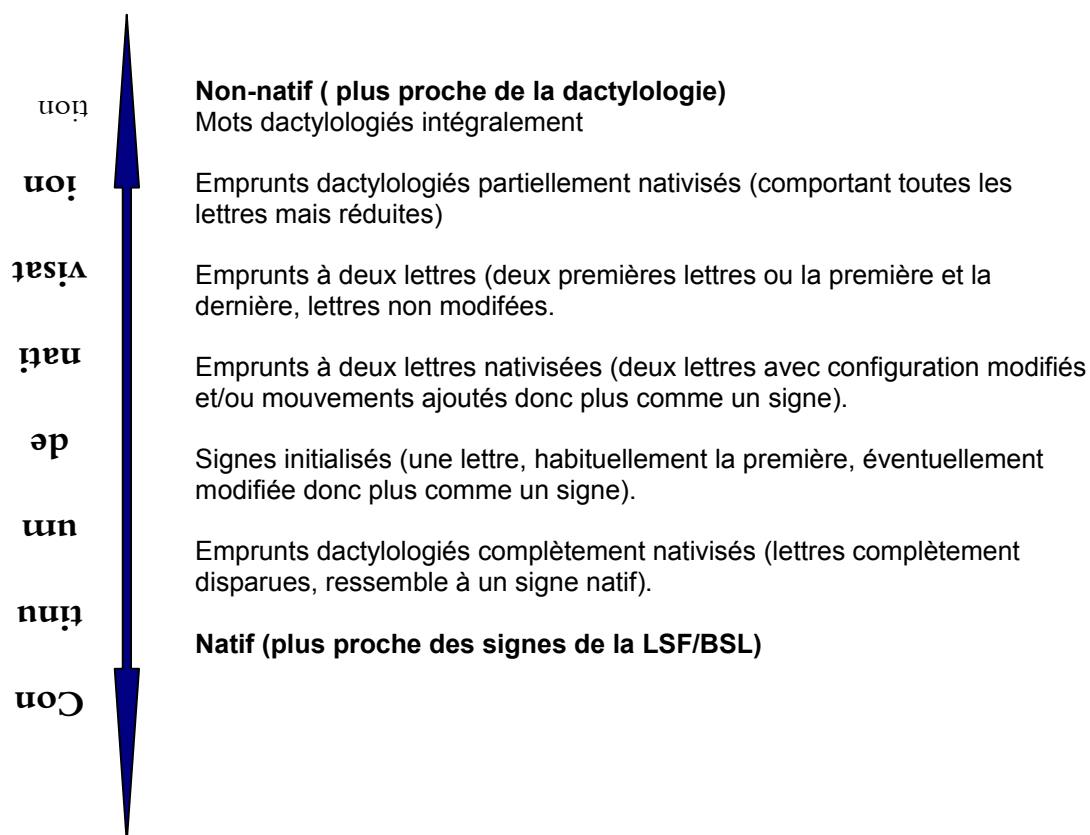 Con
tinu
um
de
nati
visat
ion
tion
Non-natif ( plus proche de la dactylologie)
Mots dactylologiés intégralement
Emprunts dactylologiés partiellement nativisés (comportant toutes les
lettres mais réduites)
Emprunts à deux lettres (deux premières lettres ou la première et la
dernière, lettres non modifées.
Emprunts à deux lettres nativisées (deux lettres avec configuration modifiés
et/ou mouvements ajoutés donc plus comme un signe).
Signes initialisés (une lettre, habituellement la première, éventuellement
modifiée donc plus comme un signe).
Emprunts dactylologiés complètement nativisés (lettres complètement
disparues, ressemble à un signe natif).
Natif (plus proche des signes de la LSF/BSL)